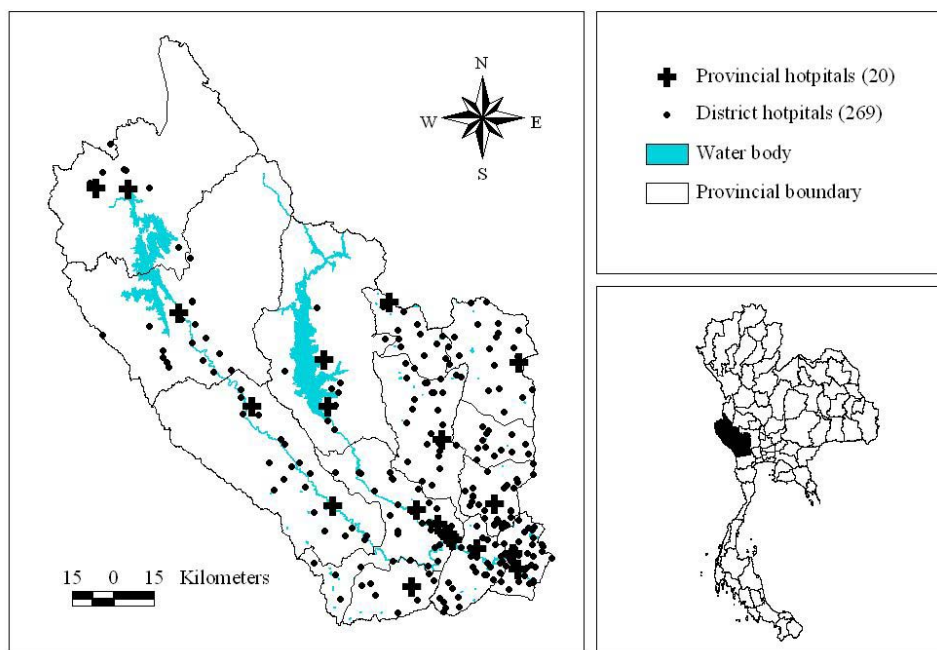 N
W E
S
15 0 15 Kilometers
Provincial hotpitals (20)
District hotpitals (269)
Water body
Provincial boundary